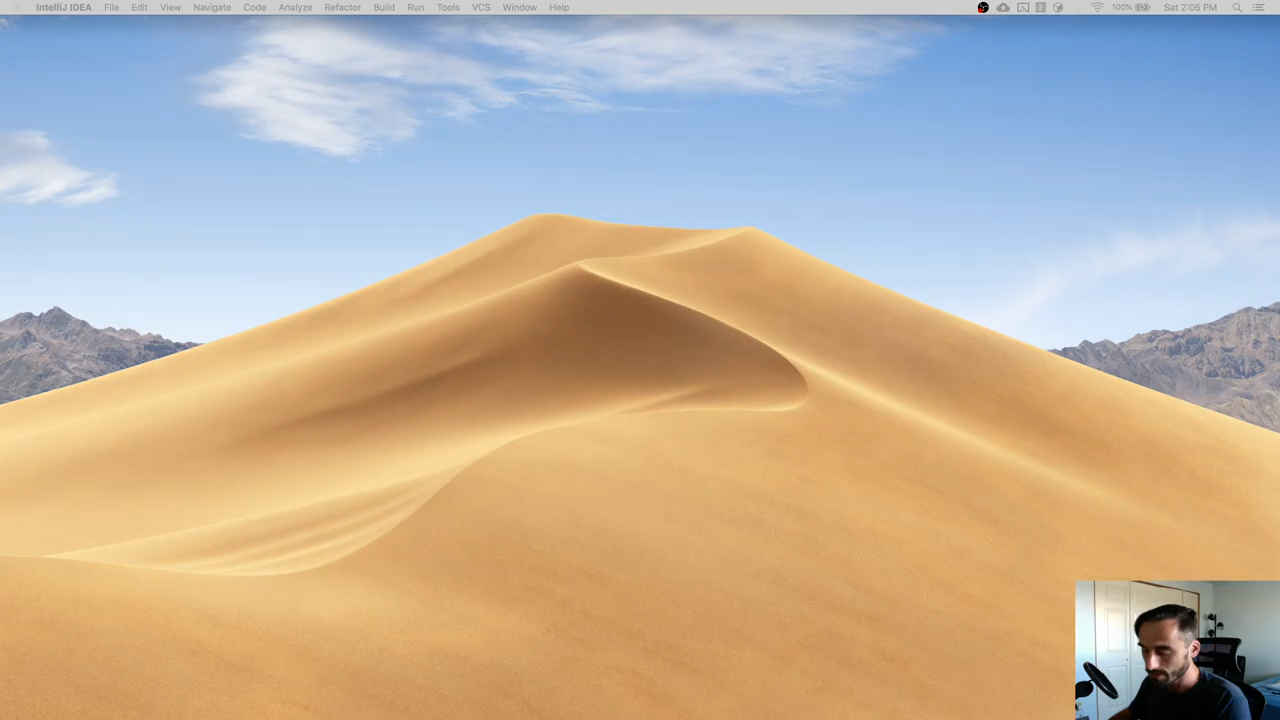 IntelliJ IDEA File Edit View Navigate Code Analyze Refactor Build Run Tools VCS Window Help 100% Sat 2:05 PM